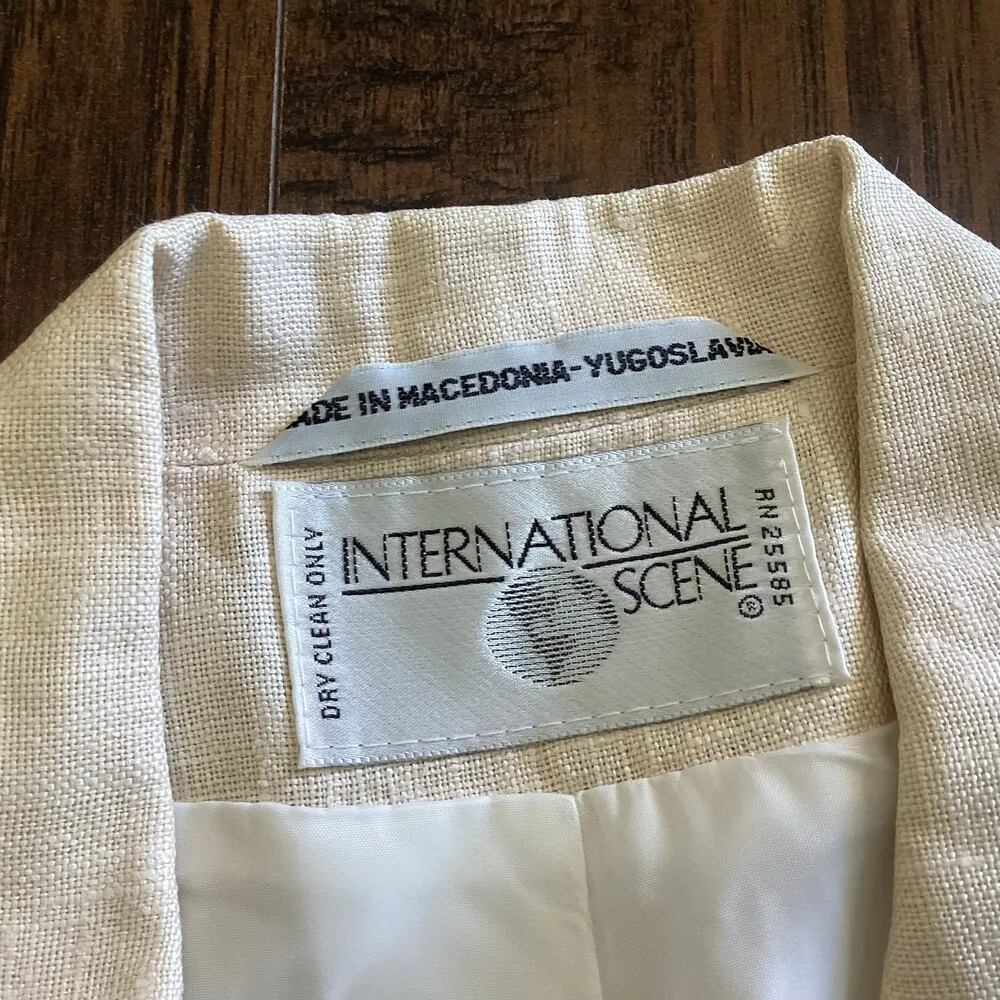 ADE IN MACEDONIA-YUGOSLAVIA
DRY CLEAN ONLY
INTERNATIONAL
SCENE®
RN 25585